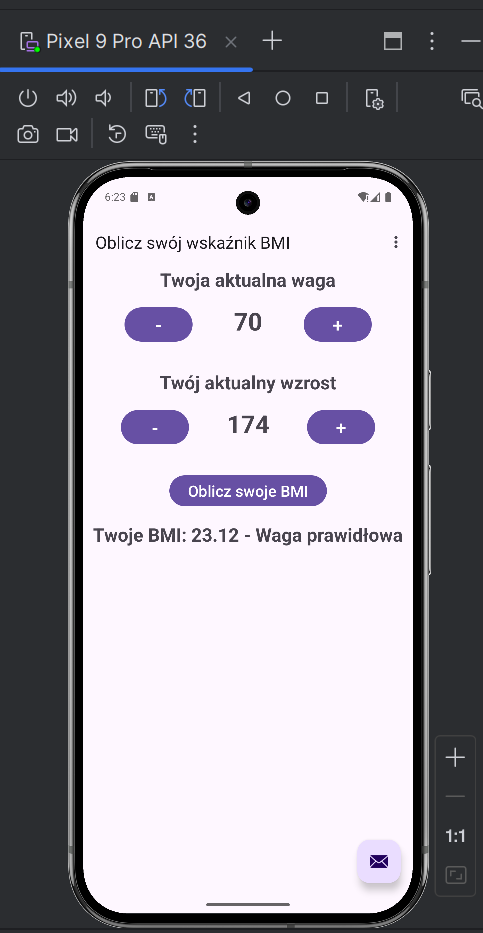 Pixel 9 Pro API 36
6:23
Oblicz swój wskaźnik BMI
Twoja aktualna waga
- 70 +
Twój aktualny wzrost
- 174 +
Oblicz swoje BMI
Twoje BMI: 23.12 - Waga prawidłowa
1:1